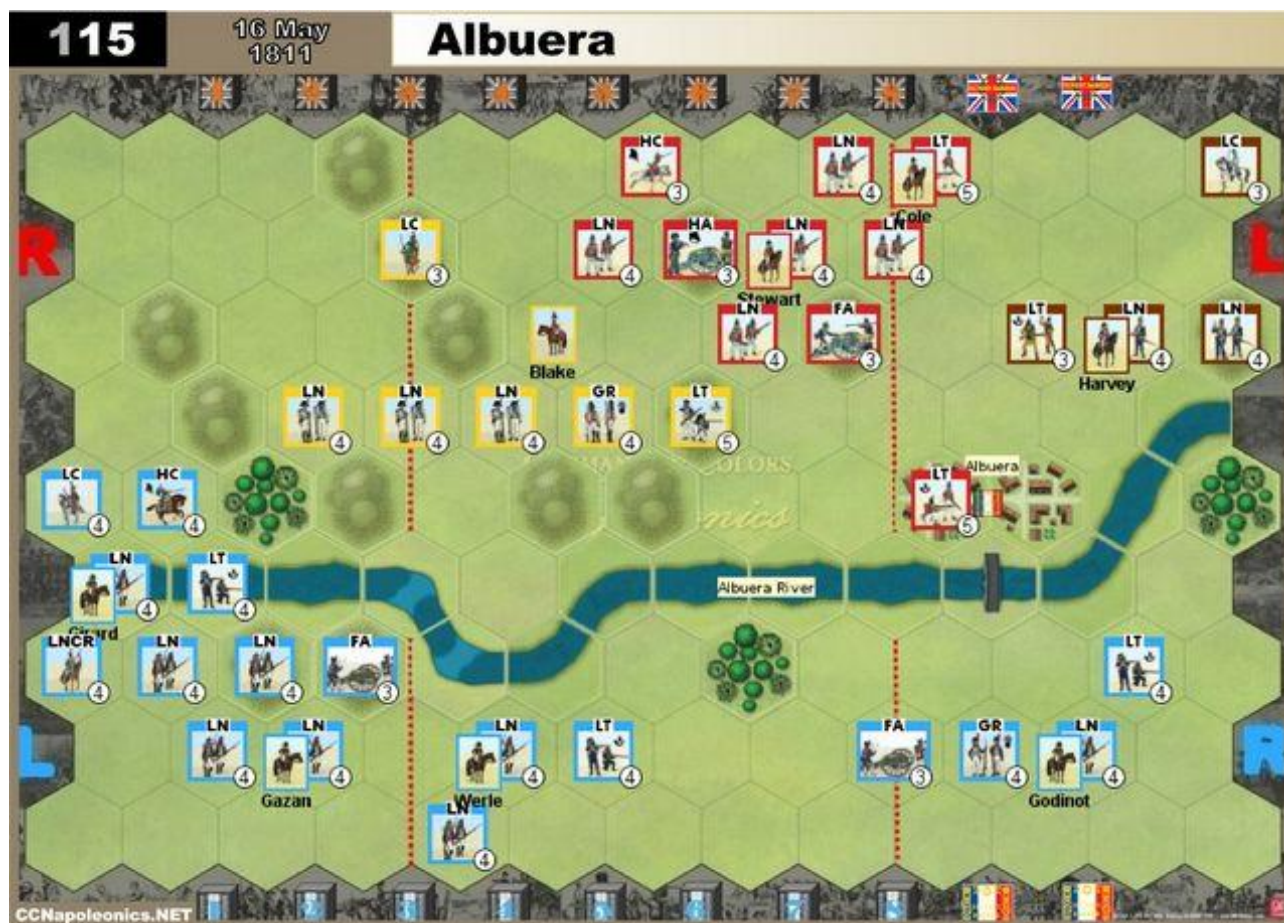 115
16 May
1811
Albuera
HC 3
LN 4
LT 5
Cole
LC 3
LC 3
LN 4
HA 3
LN 4
Stewart
LN 4
R
L
Blake
LN 4
FA 3
LT 3
LN 4
Harvey
LN 4
LN 4
LN 4
LN 4
GR 4
LT 5
LC 4
HC 4
LT 5
Albuera
LN 4
Girard
LT 4
Albuera River
LNCR 4
LN 4
LN 4
FA 3
LT 4
L
LN 4
LN 4
Gazan
LN 4
Werle
LT 4
FA 3
GR 4
LN 4
Godinot
R
LN 4
CCNapoleonics.NET